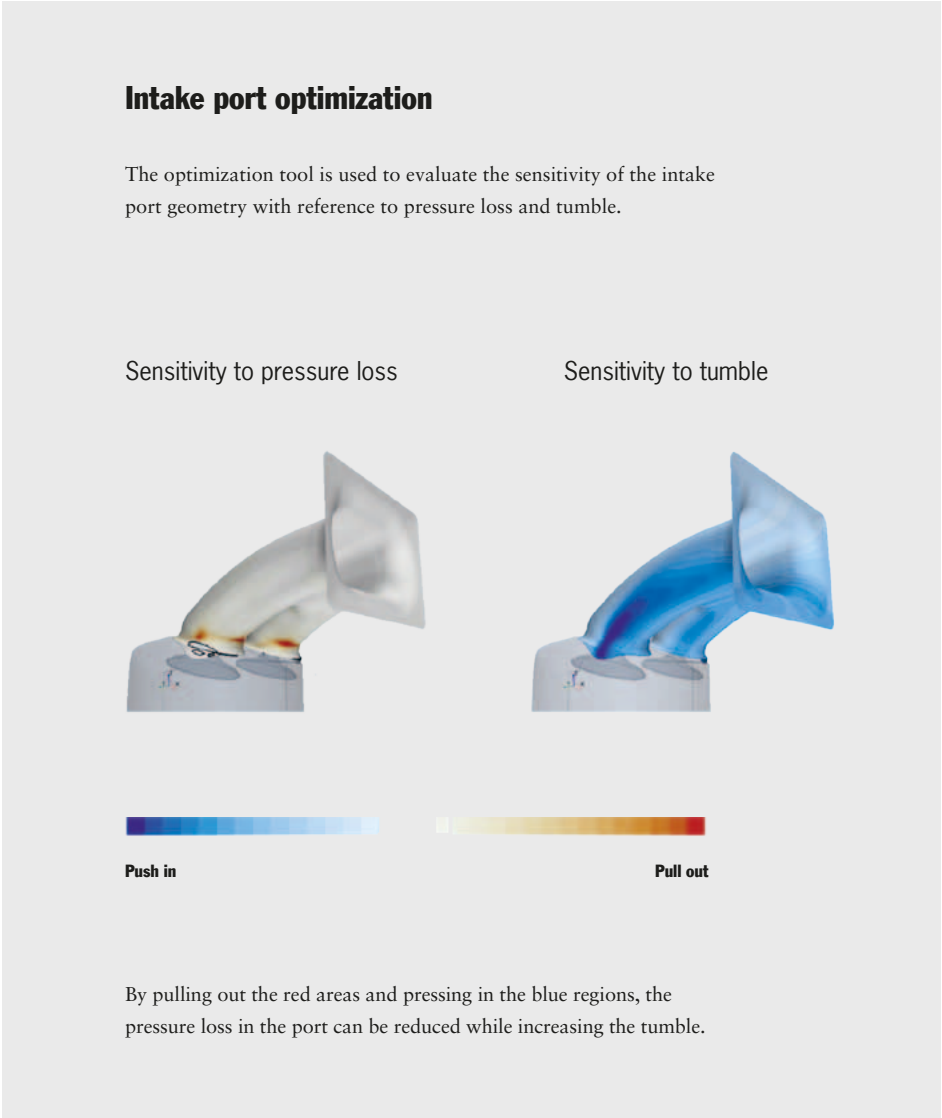 Intake port optimization
The optimization tool is used to evaluate the sensitivity of the intake
port geometry with reference to pressure loss and tumble.
Sensitivity to pressure loss
Sensitivity to tumble
Push in
Pull out
By pulling out the red areas and pressing in the blue regions, the
pressure loss in the port can be reduced while increasing the tumble.